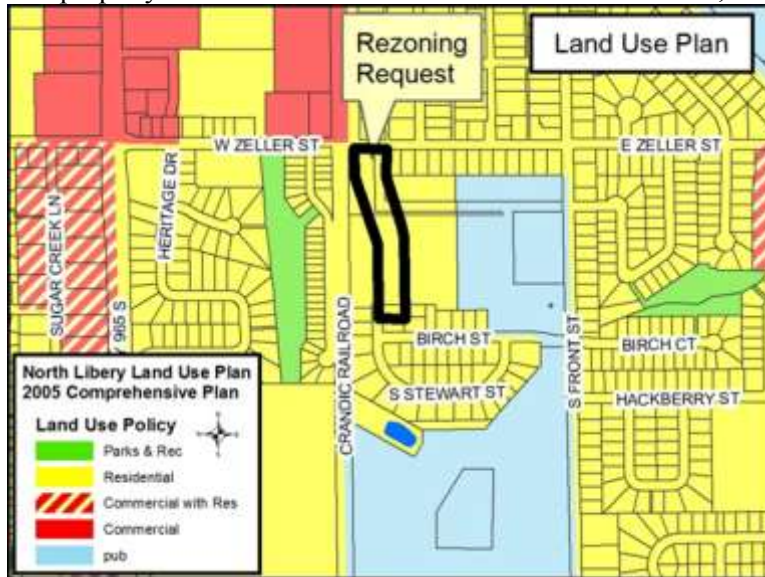 property
Rezoning
Request
Land Use Plan
W ZELLER ST
E ZELLER ST
SUGAR CREEK LN
HERITAGE DR
965 S
CRANDIC RAILROAD
BIRCH ST
S STEWART ST
S FRONT ST
BIRCH CT
HACKBERRY ST
North Libery Land Use Plan
2005 Comprehensive Plan
Land Use Policy
Parks & Rec
Residential
Commercial with Res
Commercial
pub